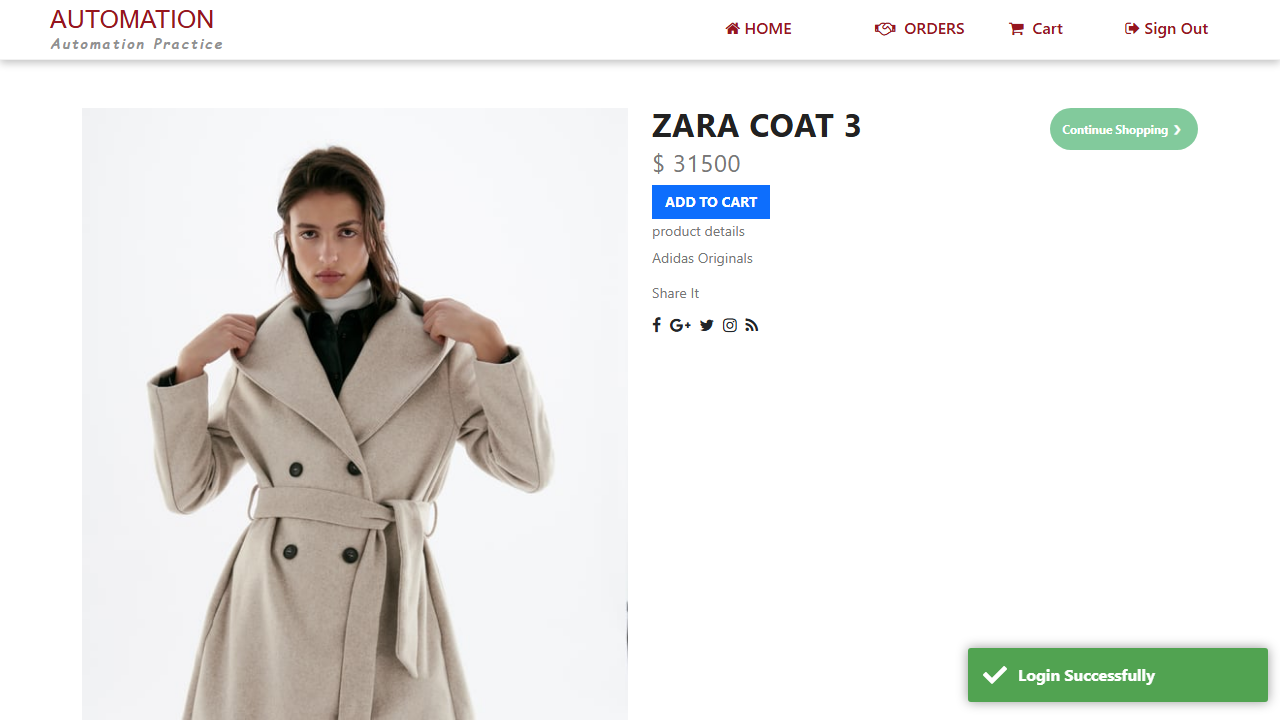 AUTOMATION
Automation Practice
HOME
ORDERS
Cart
Sign Out
ZARA COAT 3
Continue Shopping
$ 31500
ADD TO CART
product details
Adidas Originals
Share It
Login Successfully